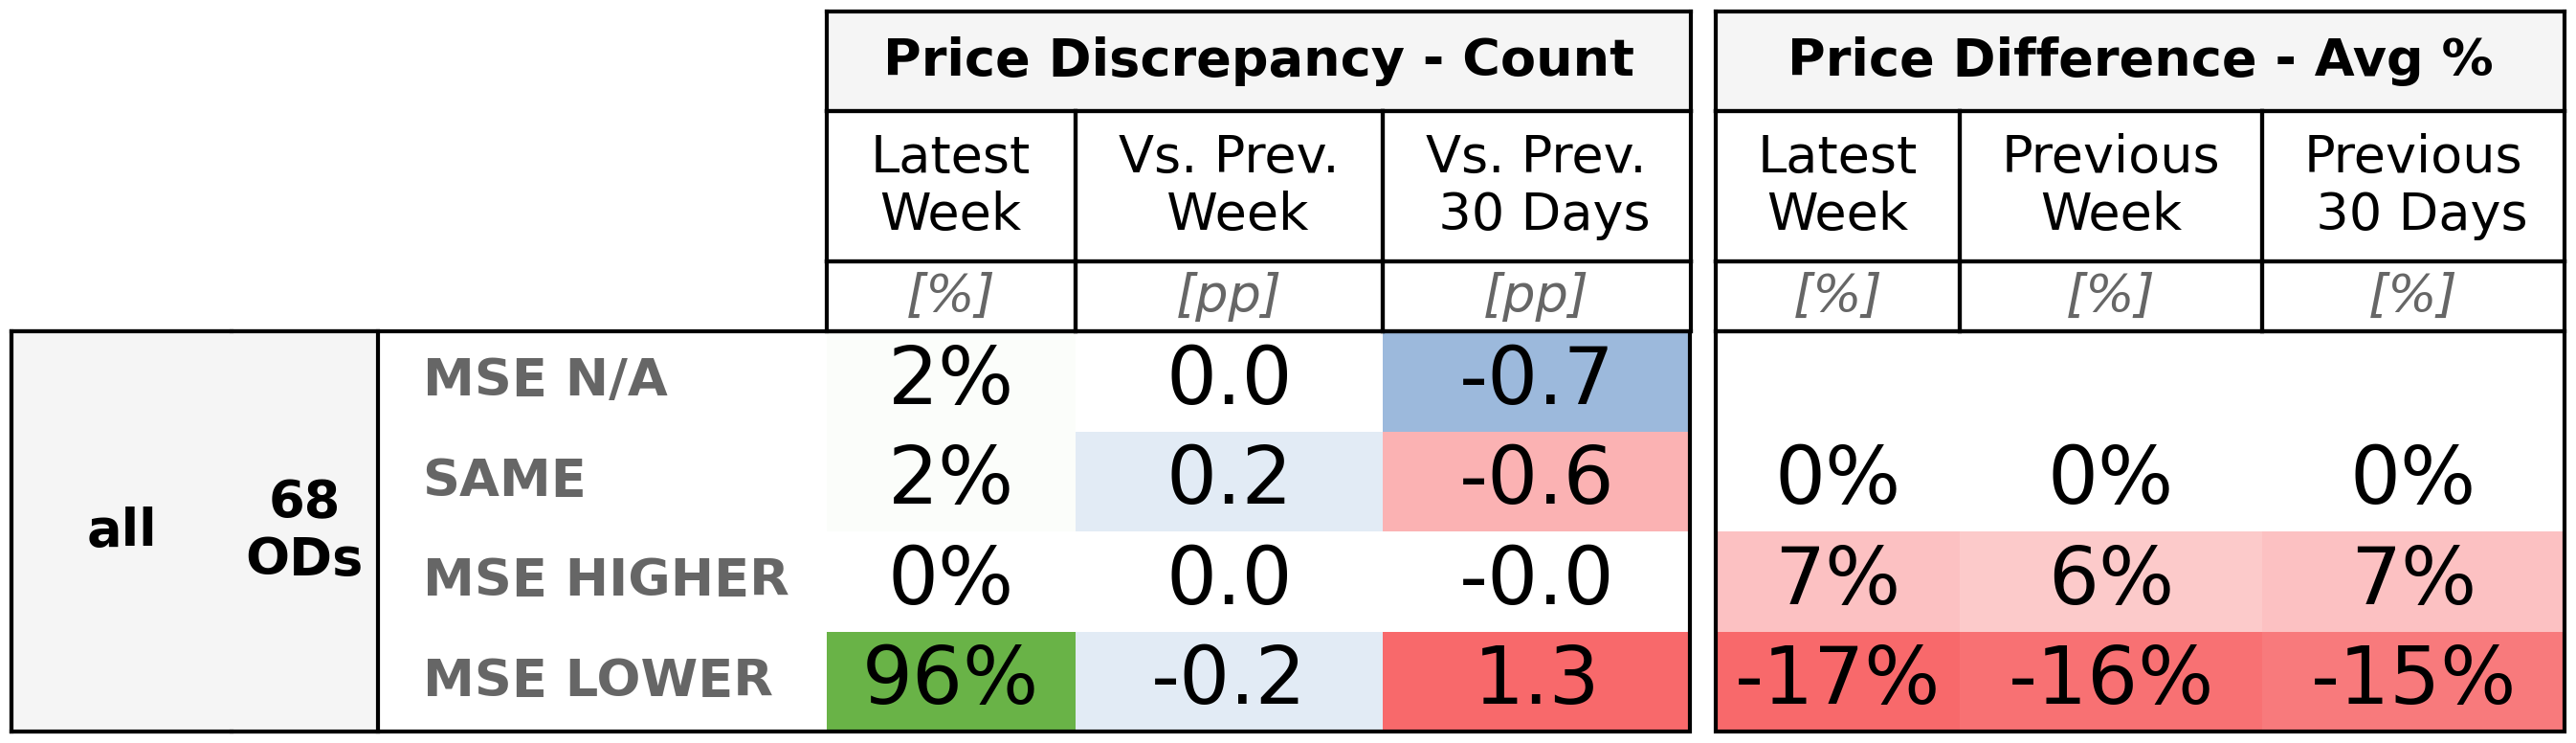 Price Discrepancy - Count Price Difference - Avg %
Latest Week Vs. Prev. Week Vs. Prev. 30 Days Latest Week Previous Week Previous 30 Days
[%] [pp] [pp] [%] [%] [%]
all 68 ODs
MSE N/A 2% 0.0 -0.7
SAME 2% 0.2 -0.6 0% 0% 0%
MSE HIGHER 0% 0.0 -0.0 7% 6% 7%
MSE LOWER 96% -0.2 1.3 -17% -16% -15%